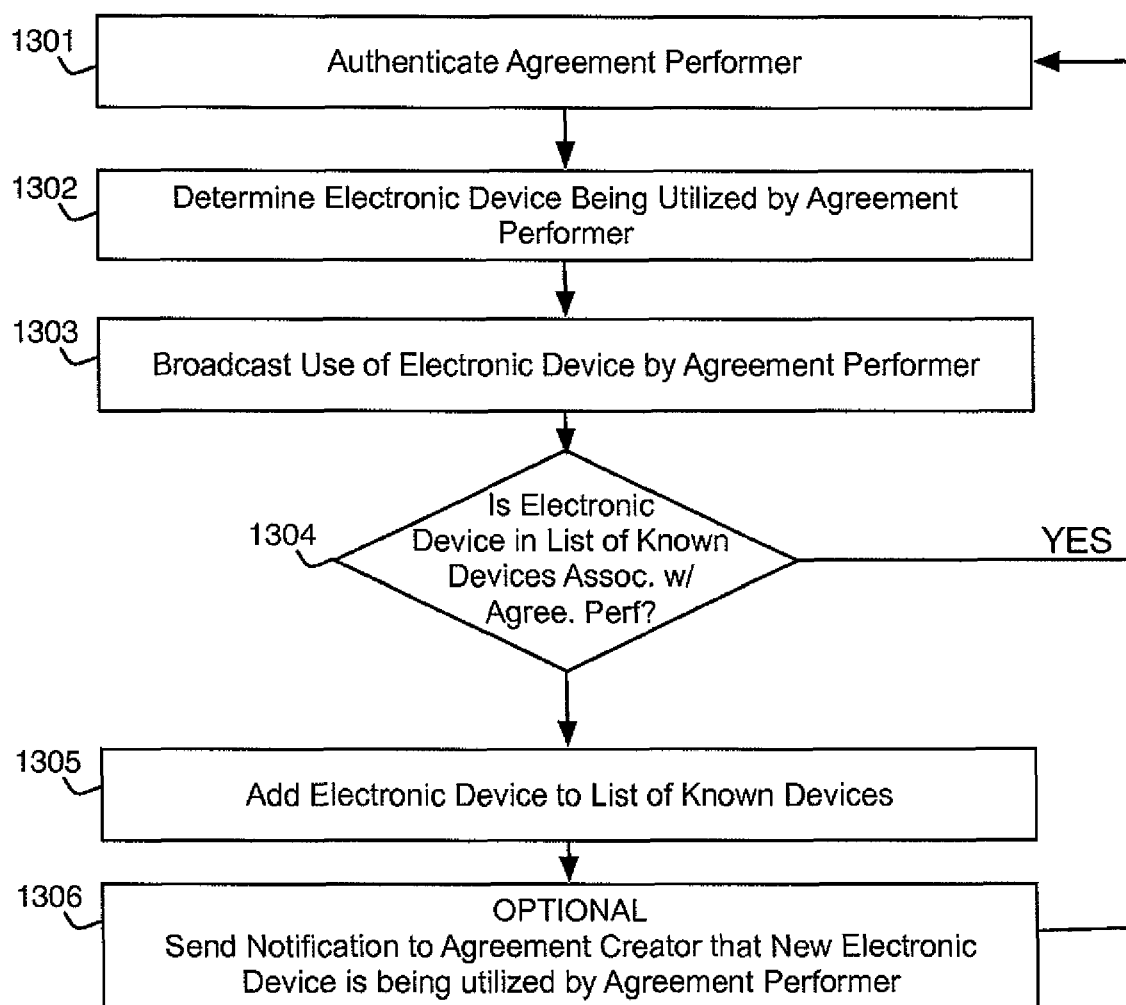 1301
Authenticate Agreement Performer
1302
Determine Electronic Device Being Utilized by Agreement
Performer
1303
Broadcast Use of Electronic Device by Agreement Performer
1304
Is Electronic
Device in List of Known
Devices Assoc. w/
Agree. Perf?
YES
1305
Add Electronic Device to List of Known Devices
1306
OPTIONAL
Send Notification to Agreement Creator that New Electronic
Device is being utilized by Agreement Performer